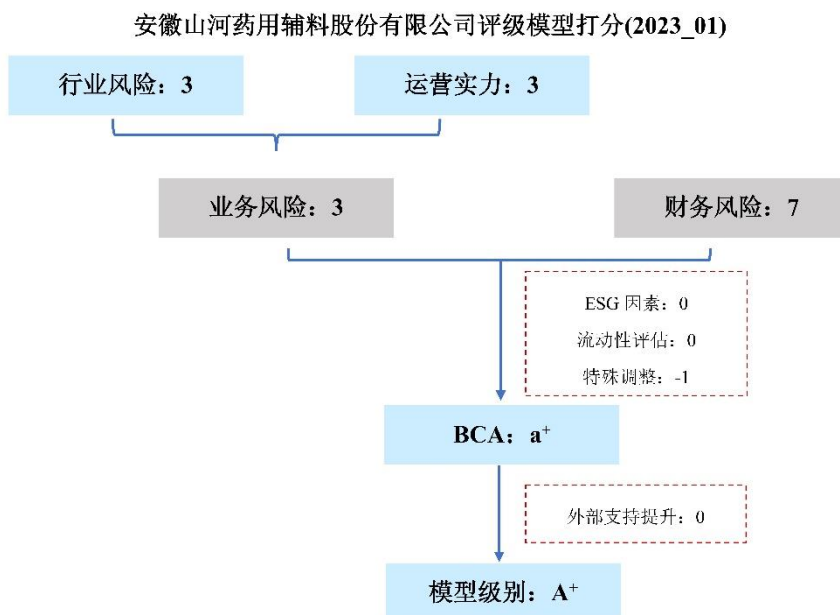 安徽山河药用辅料股份有限公司评级模型打分(2023_01)
行业风险：3
运营实力：3
业务风险：3
财务风险：7
ESG 因素：0
流动性评估：0
特殊调整：-1
BCA：a⁺
外部支持提升：0
模型级别：A⁺